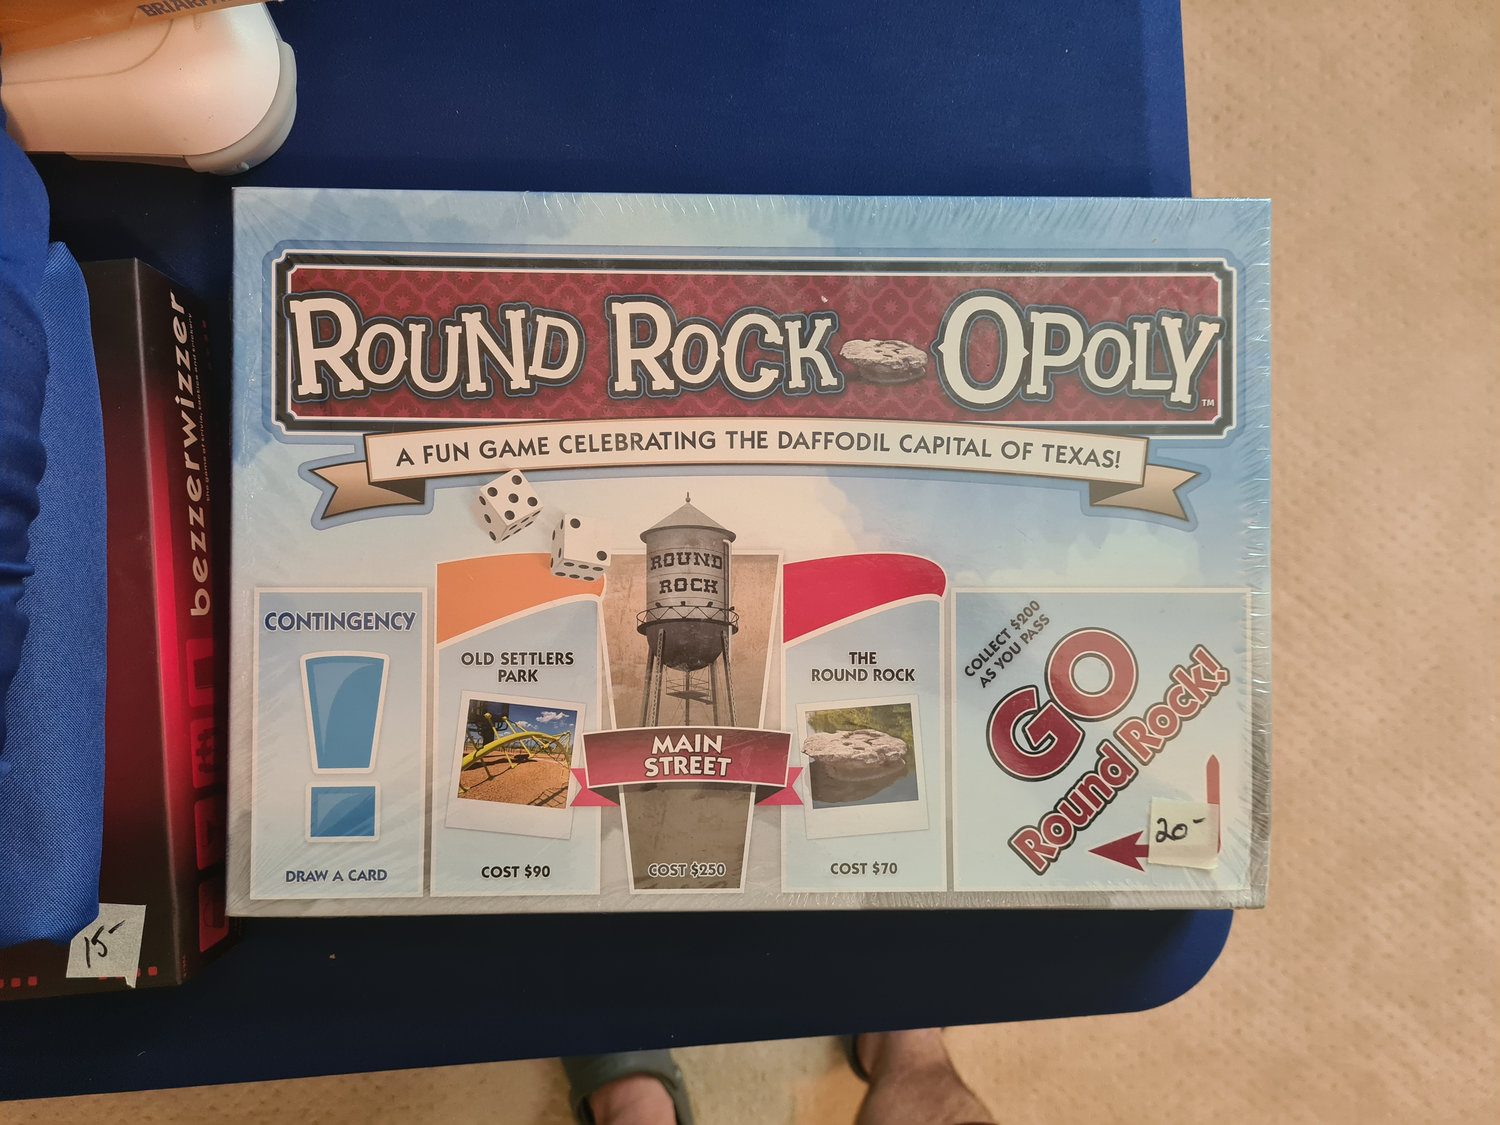 ROUND ROCK OPOLY™
A FUN GAME CELEBRATING THE DAFFODIL CAPITAL OF TEXAS!
ROUND
ROCK
CONTINGENCY
DRAW A CARD
OLD SETTLERS
PARK
COST $90
MAIN
STREET
COST $250
THE
ROUND ROCK
COST $70
COLLECT $200
AS YOU PASS
GO
Round Rock!
20-
bezzerwizzer
15-